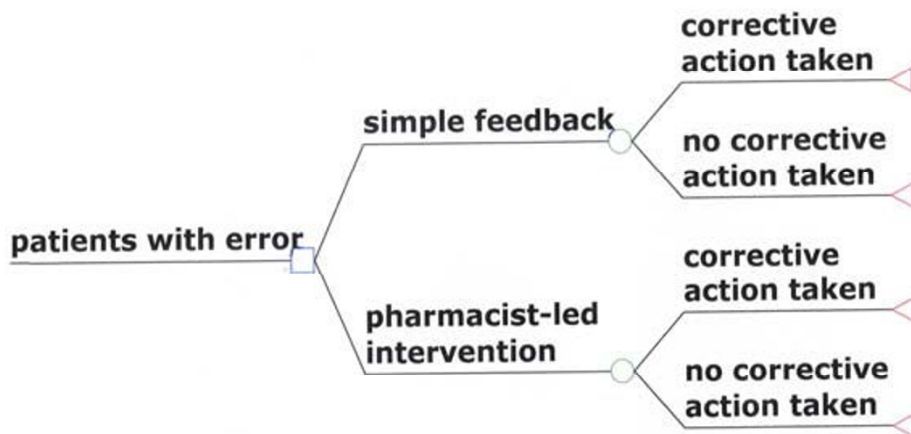 corrective
action taken
simple feedback
no corrective
action taken
patients with error
corrective
action taken
pharmacist-led
intervention
no corrective
action taken